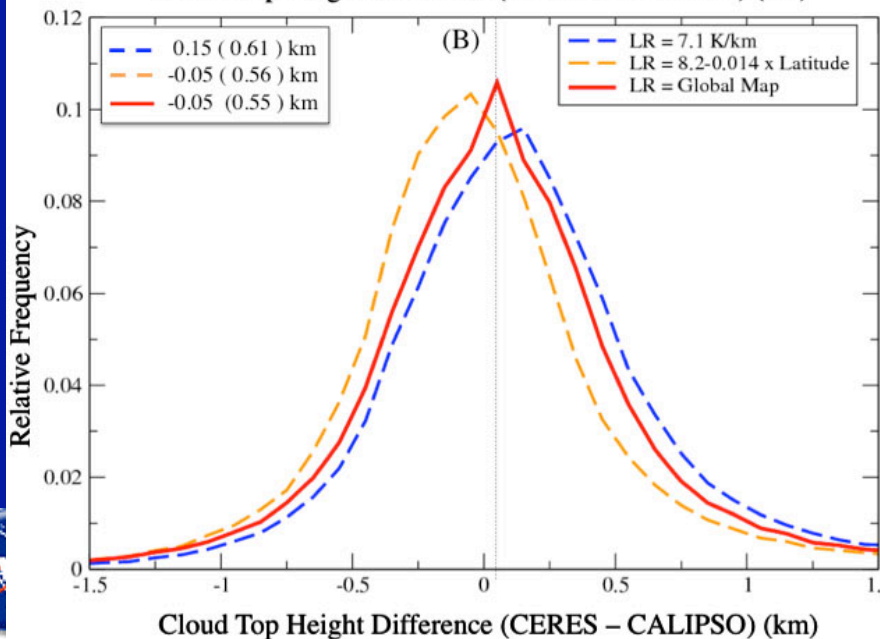 0.12
0.1
0.08
0.06
0.04
0.02
0
Relative Frequency
0.15 ( 0.61 ) km
-0.05 ( 0.56 ) km
-0.05 (0.55 ) km
(B)
LR = 7.1 K/km
LR = 8.2-0.014 x Latitude
LR = Global Map
-1.5 -1 -0.5 0 0.5 1 1.
Cloud Top Height Difference (CERES – CALIPSO) (km)